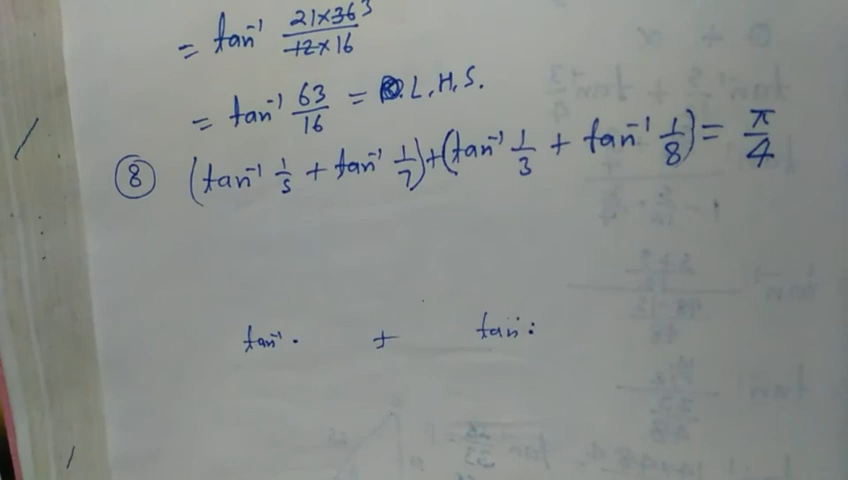 = tan⁻¹ 21×36 3 / 12×16
= tan⁻¹ 63/16 = L.H.S.
⑧ (tan⁻¹ 1/5 + tan⁻¹ 1/7) + (tan⁻¹ 1/3 + tan⁻¹ 1/8) = π/4
tan⁻¹ . + tan :